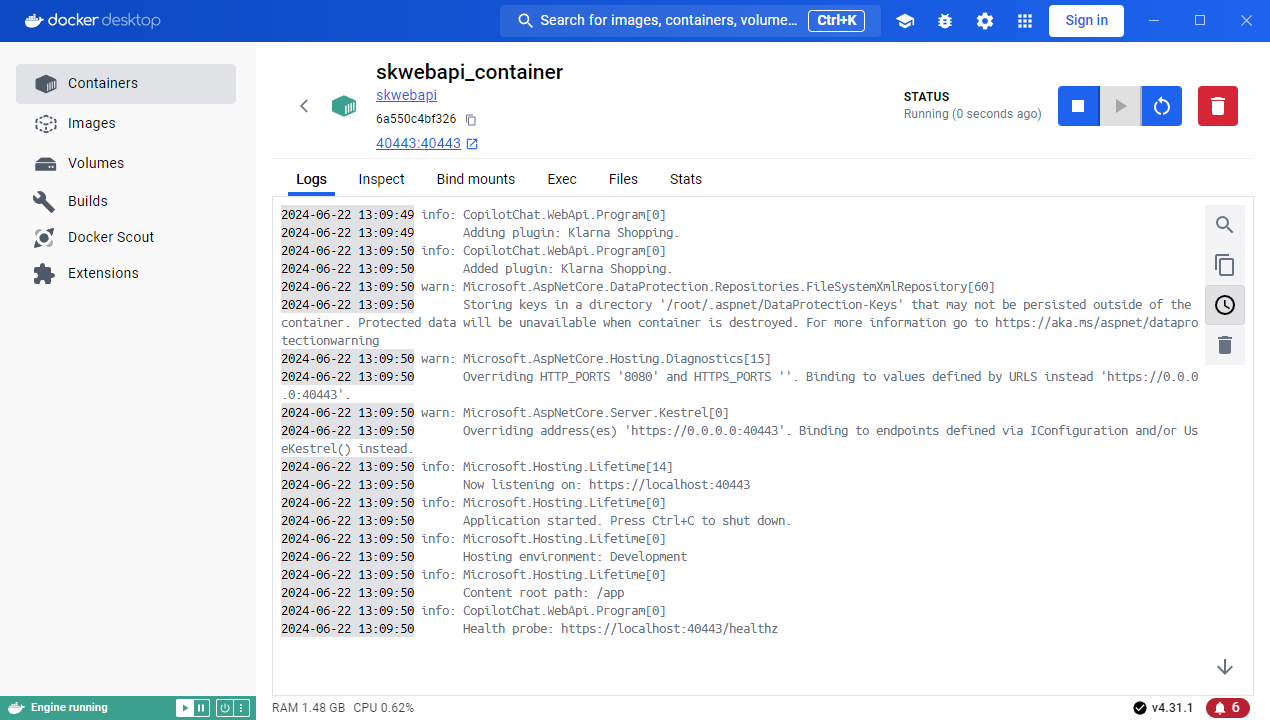 docker desktop
Search for images, containers, volume... Ctrl+K
Sign in
Containers
Images
Volumes
Builds
Docker Scout
Extensions
skwebapi_container
skwebapi
6a550c4bf326
40443:40443
STATUS
Running (0 seconds ago)
Logs Inspect Bind mounts Exec Files Stats
2024-06-22 13:09:49 info: CopilotChat.WebApi.Program[0]
2024-06-22 13:09:49 Adding plugin: Klarna Shopping.
2024-06-22 13:09:50 info: CopilotChat.WebApi.Program[0]
2024-06-22 13:09:50 Added plugin: Klarna Shopping.
2024-06-22 13:09:50 warn: Microsoft.AspNetCore.DataProtection.Repositories.FileSystemXmlRepository[60]
2024-06-22 13:09:50 Storing keys in a directory '/root/.aspnet/DataProtection-Keys' that may not be persisted outside of the
container. Protected data will be unavailable when container is destroyed. For more information go to https://aka.ms/aspnet/datapro
tectionwarning
2024-06-22 13:09:50 warn: Microsoft.AspNetCore.Hosting.Diagnostics[15]
2024-06-22 13:09:50 Overriding HTTP_PORTS '8080' and HTTPS_PORTS ''. Binding to values defined by URLS instead 'https://0.0.0
.0:40443'.
2024-06-22 13:09:50 warn: Microsoft.AspNetCore.Server.Kestrel[0]
2024-06-22 13:09:50 Overriding address(es) 'https://0.0.0.0:40443'. Binding to endpoints defined via IConfiguration and/or Us
eKestrel() instead.
2024-06-22 13:09:50 info: Microsoft.Hosting.Lifetime[14]
2024-06-22 13:09:50 Now listening on: https://localhost:40443
2024-06-22 13:09:50 info: Microsoft.Hosting.Lifetime[0]
2024-06-22 13:09:50 Application started. Press Ctrl+C to shut down.
2024-06-22 13:09:50 info: Microsoft.Hosting.Lifetime[0]
2024-06-22 13:09:50 Hosting environment: Development
2024-06-22 13:09:50 info: Microsoft.Hosting.Lifetime[0]
2024-06-22 13:09:50 Content root path: /app
2024-06-22 13:09:50 info: CopilotChat.WebApi.Program[0]
2024-06-22 13:09:50 Health probe: https://localhost:40443/healthz
Engine running
RAM 1.48 GB CPU 0.62%
v4.31.1
6